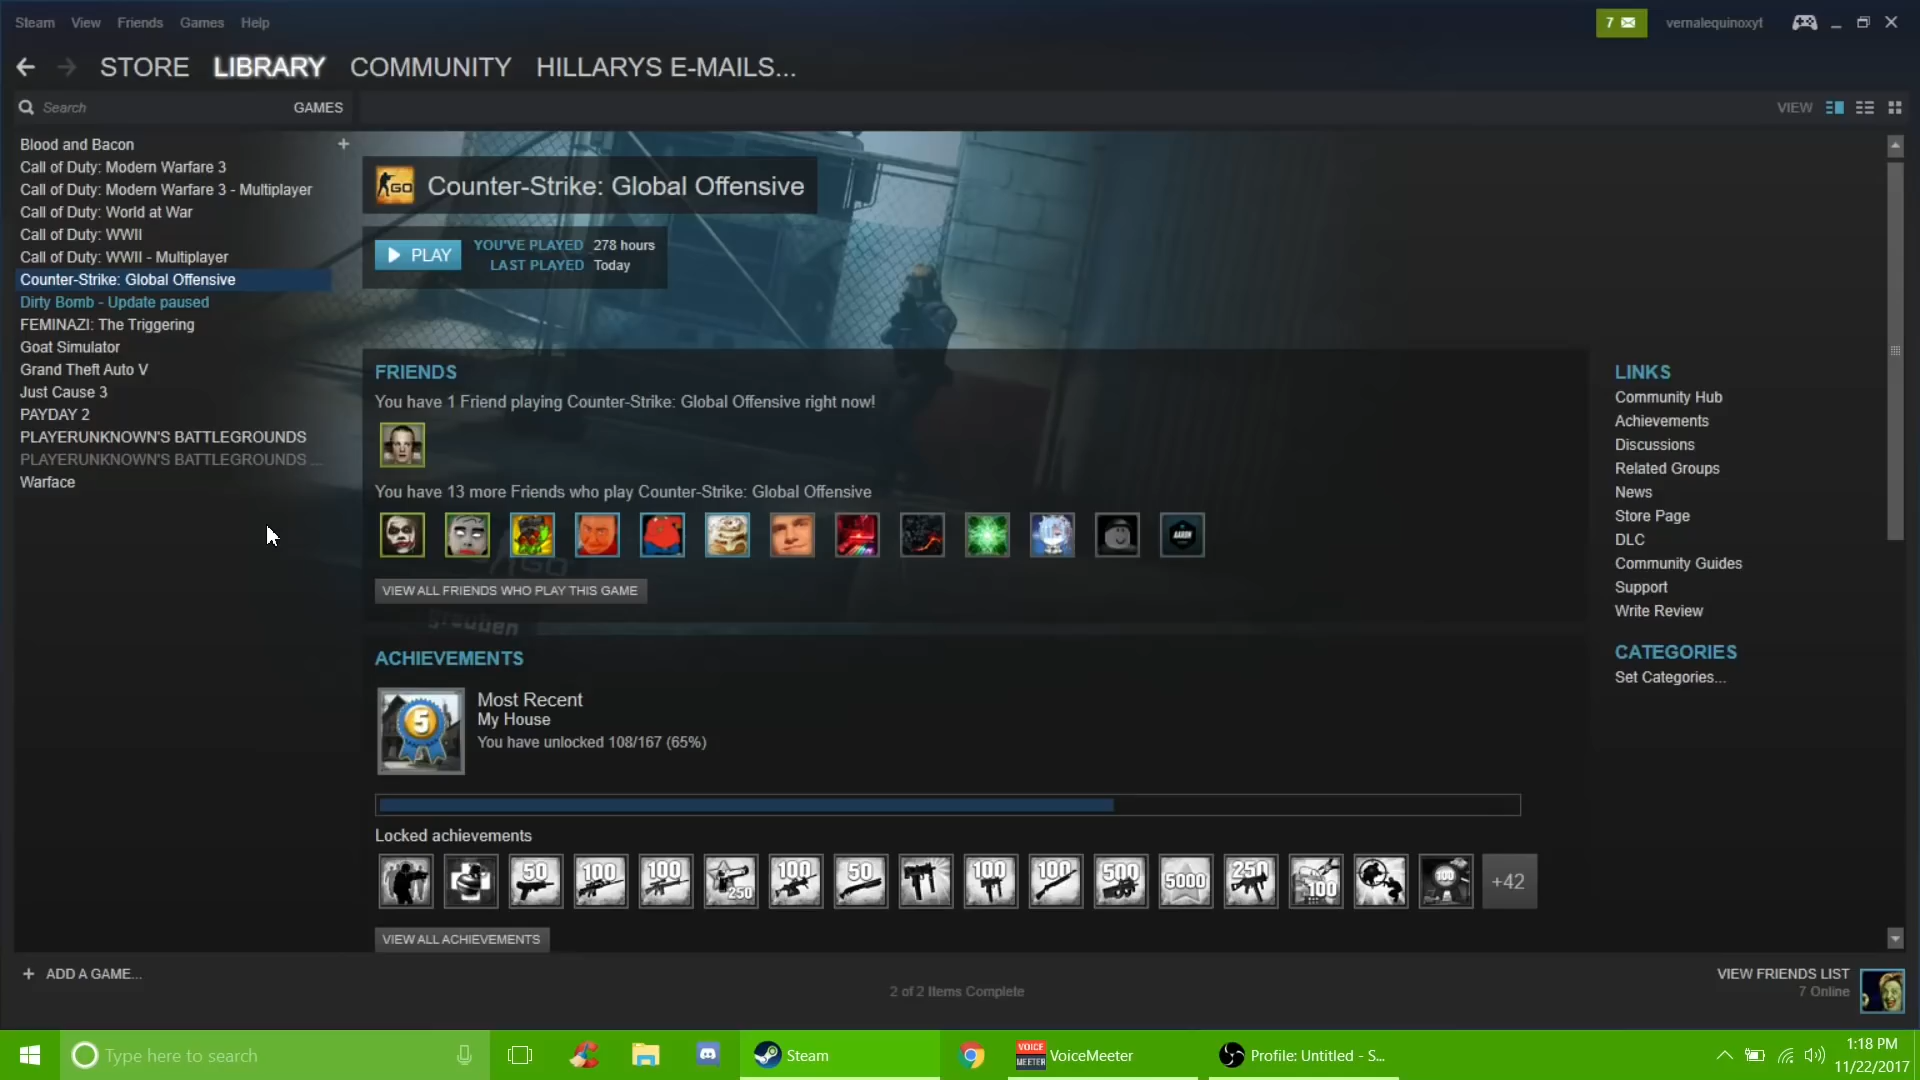 Steam View Friends Games Help
7 vernalequinoxyt
STORE LIBRARY COMMUNITY HILLARYS E-MAILS...
Search GAMES VIEW
Blood and Bacon +
Call of Duty: Modern Warfare 3
Call of Duty: Modern Warfare 3 - Multiplayer
Call of Duty: World at War
Call of Duty: WWII
Call of Duty: WWII - Multiplayer
Counter-Strike: Global Offensive
Dirty Bomb - Update paused
FEMINAZI: The Triggering
Goat Simulator
Grand Theft Auto V
Just Cause 3
PAYDAY 2
PLAYERUNKNOWN'S BATTLEGROUNDS
PLAYERUNKNOWN'S BATTLEGROUNDS ...
Warface
GO Counter-Strike: Global Offensive
PLAY
YOU'VE PLAYED 278 hours
LAST PLAYED Today
FRIENDS
You have 1 Friend playing Counter-Strike: Global Offensive right now!
You have 13 more Friends who play Counter-Strike: Global Offensive
AARON
VIEW ALL FRIENDS WHO PLAY THIS GAME
ACHIEVEMENTS
5
Most Recent
My House
You have unlocked 108/167 (65%)
Locked achievements
50 100 100 250 100 50 100 100 500 5000 250 100 100 +42
VIEW ALL ACHIEVEMENTS
LINKS
Community Hub
Achievements
Discussions
Related Groups
News
Store Page
DLC
Community Guides
Support
Write Review
CATEGORIES
Set Categories...
+ ADD A GAME...
2 of 2 Items Complete
VIEW FRIENDS LIST
7 Online
Type here to search
Steam
VOICE MEETER VoiceMeeter
Profile: Untitled - S...
1:18 PM
11/22/2017